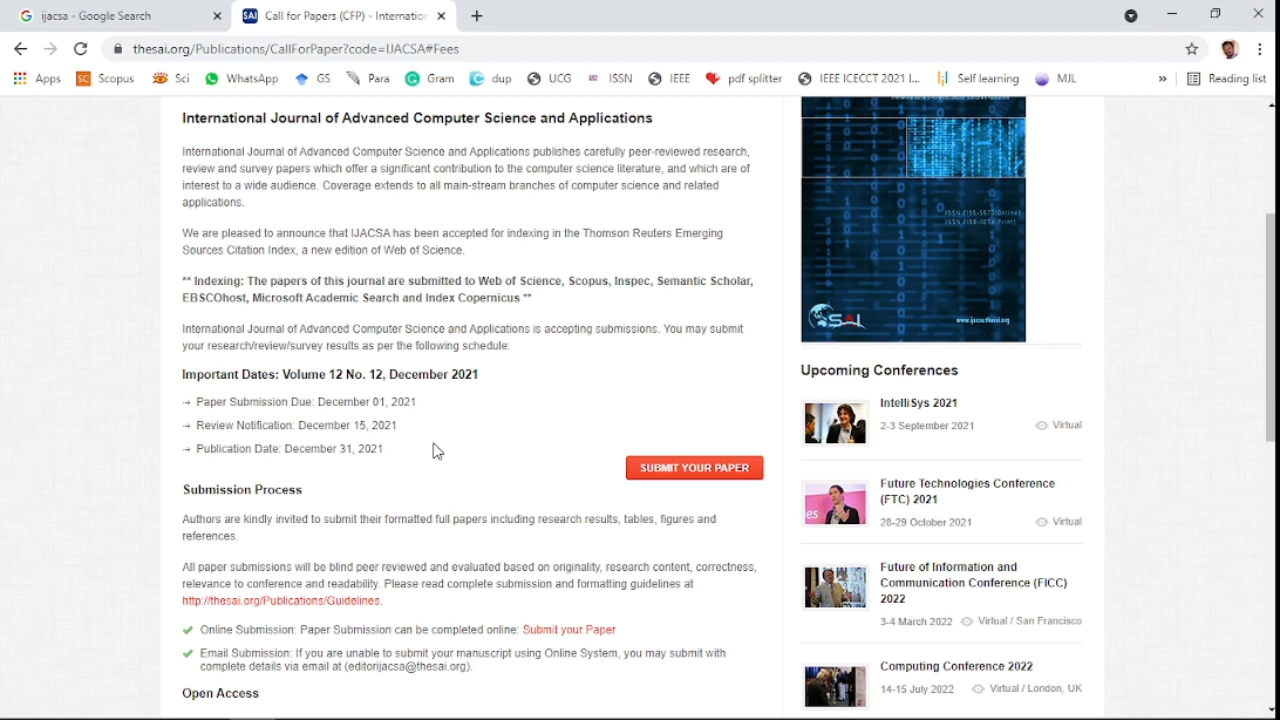 ijacsa - Google Search
SAI
Call for Papers (CFP) - Internation
thesai.org/Publications/CallForPaper?code=IJACSA#Fees
Apps
SC Scopus
Sci
WhatsApp
GS
Para
Gram
dup
UCG
ISSN
IEEE
pdf splitter
IEEE ICECCT 2021 I...
Self learning
MJL
»
Reading list
International Journal of Advanced Computer Science and Applications
International Journal of Advanced Computer Science and Applications publishes carefully peer-reviewed research,
review and survey papers which offer a significant contribution to the computer science literature, and which are of
interest to a wide audience. Coverage extends to all main-stream branches of computer science and related
applications.
We are pleased to announce that IJACSA has been accepted for indexing in the Thomson Reuters Emerging
Sources Citation Index, a new edition of Web of Science.
** Indexing: The papers of this journal are submitted to Web of Science, Scopus, Inspec, Semantic Scholar,
EBSCOhost, Microsoft Academic Search and Index Copernicus **
International Journal of Advanced Computer Science and Applications is accepting submissions. You may submit
your research/review/survey results as per the following schedule:
Important Dates: Volume 12 No. 12, December 2021
→ Paper Submission Due: December 01, 2021
→ Review Notification: December 15, 2021
→ Publication Date: December 31, 2021
SUBMIT YOUR PAPER
Submission Process
Authors are kindly invited to submit their formatted full papers including research results, tables, figures and
references.
All paper submissions will be blind peer reviewed and evaluated based on originality, research content, correctness,
relevance to conference and readability. Please read complete submission and formatting guidelines at
http://thesai.org/Publications/Guidelines.
Online Submission: Paper Submission can be completed online: Submit your Paper
Email Submission: If you are unable to submit your manuscript using Online System, you may submit with
complete details via email at (editorijacsa@thesai.org).
Open Access
ISSN 2156-5570(Online)
SAI
www.ijacsa.thesai.org
Upcoming Conferences
IntelliSys 2021
2-3 September 2021
Virtual
Future Technologies Conference
(FTC) 2021
28-29 October 2021
Virtual
Future of Information and
Communication Conference (FICC)
2022
3-4 March 2022
Virtual / San Francisco
Computing Conference 2022
14-15 July 2022
Virtual / London, UK